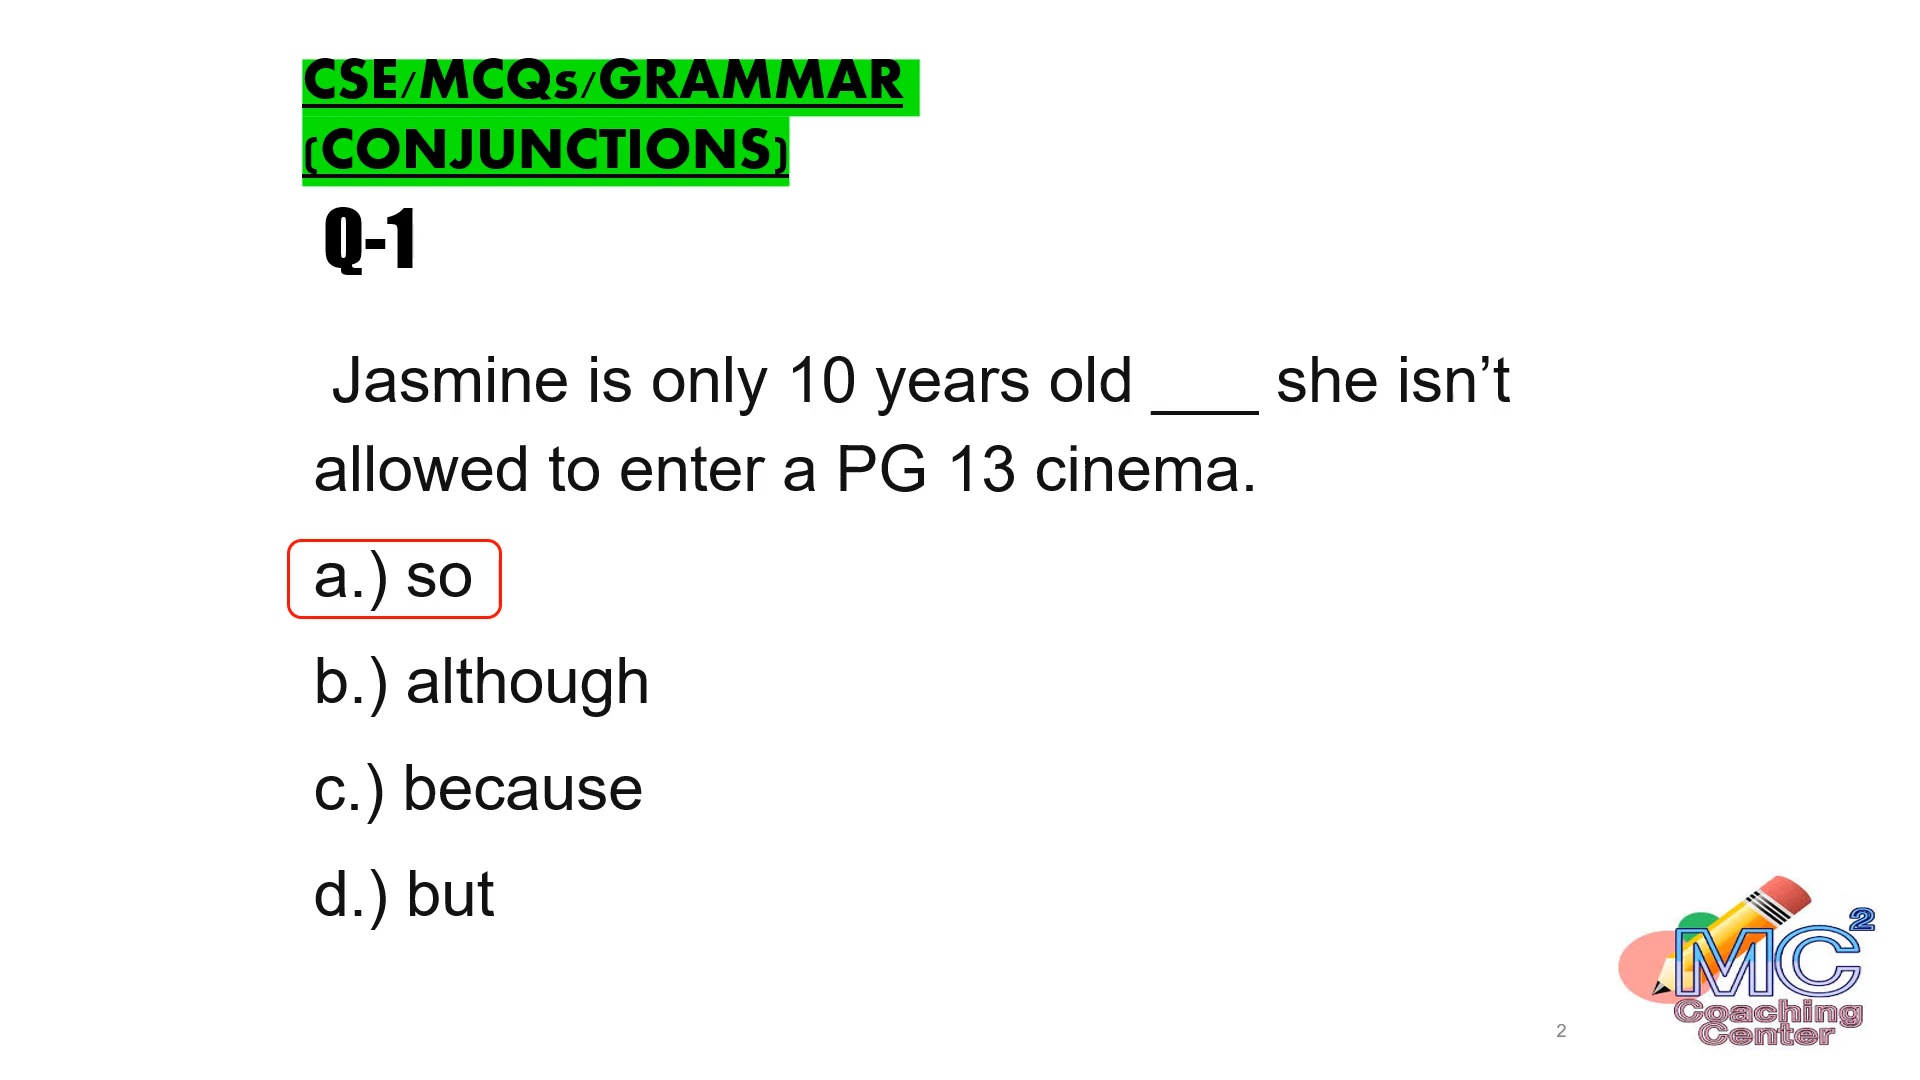 CSE/MCQs/GRAMMAR
(CONJUNCTIONS)
Q-1
Jasmine is only 10 years old ___ she isn’t
allowed to enter a PG 13 cinema.
a.) so
b.) although
c.) because
d.) but
2
MC²
Coaching
Center